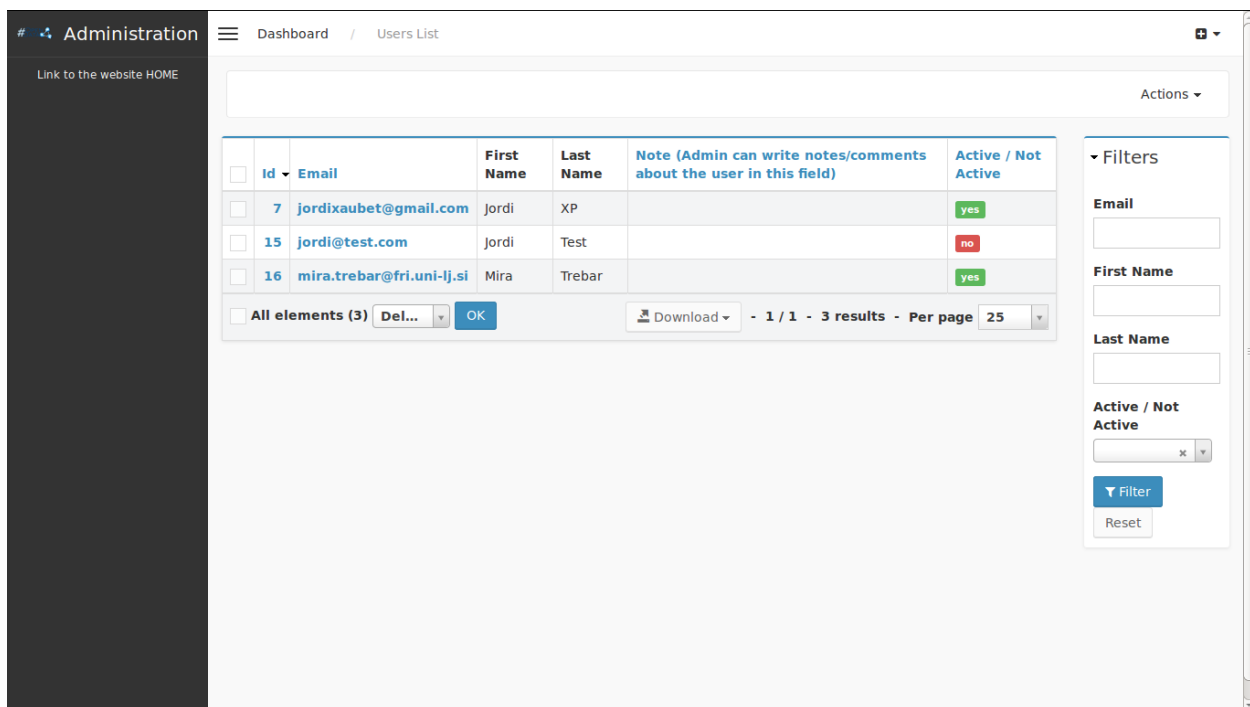 # Administration
Dashboard / Users List
Link to the website HOME
Actions
Id Email First Name Last Name Note (Admin can write notes/comments about the user in this field) Active / Not Active
7 jordixaubet@gmail.com Jordi XP yes
15 jordi@test.com Jordi Test no
16 mira.trebar@fri.uni-lj.si Mira Trebar yes
All elements (3) Del... OK Download - 1 / 1 - 3 results - Per page 25
Filters
Email
First Name
Last Name
Active / Not
Active
Filter
Reset